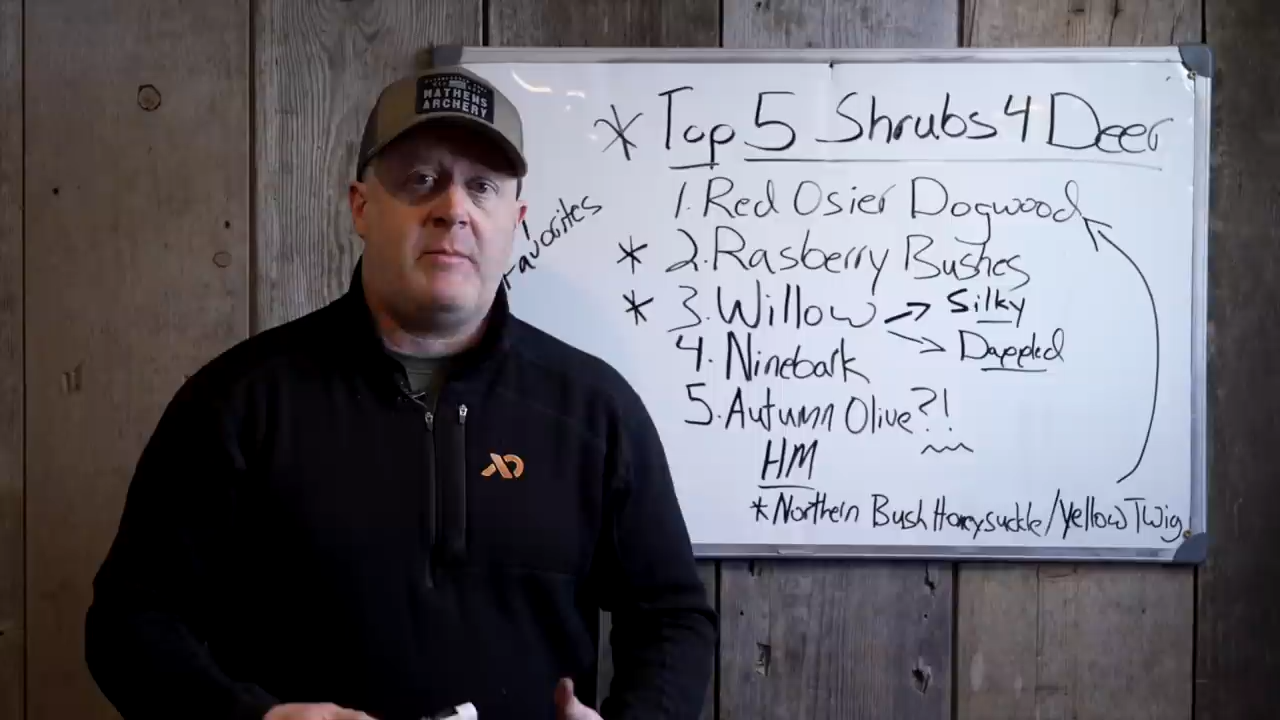 MATHEWS
ARCHERY
* Top 5 Shrubs 4 Deer
Favorites
1. Red Osier Dogwood
* 2. Rasberry Bushes
* 3. Willow → Silky
→ Dappled
4. Ninebark
5. Autumn Olive?!
HM
* Northern Bush Honeysuckle/Yellow Twig